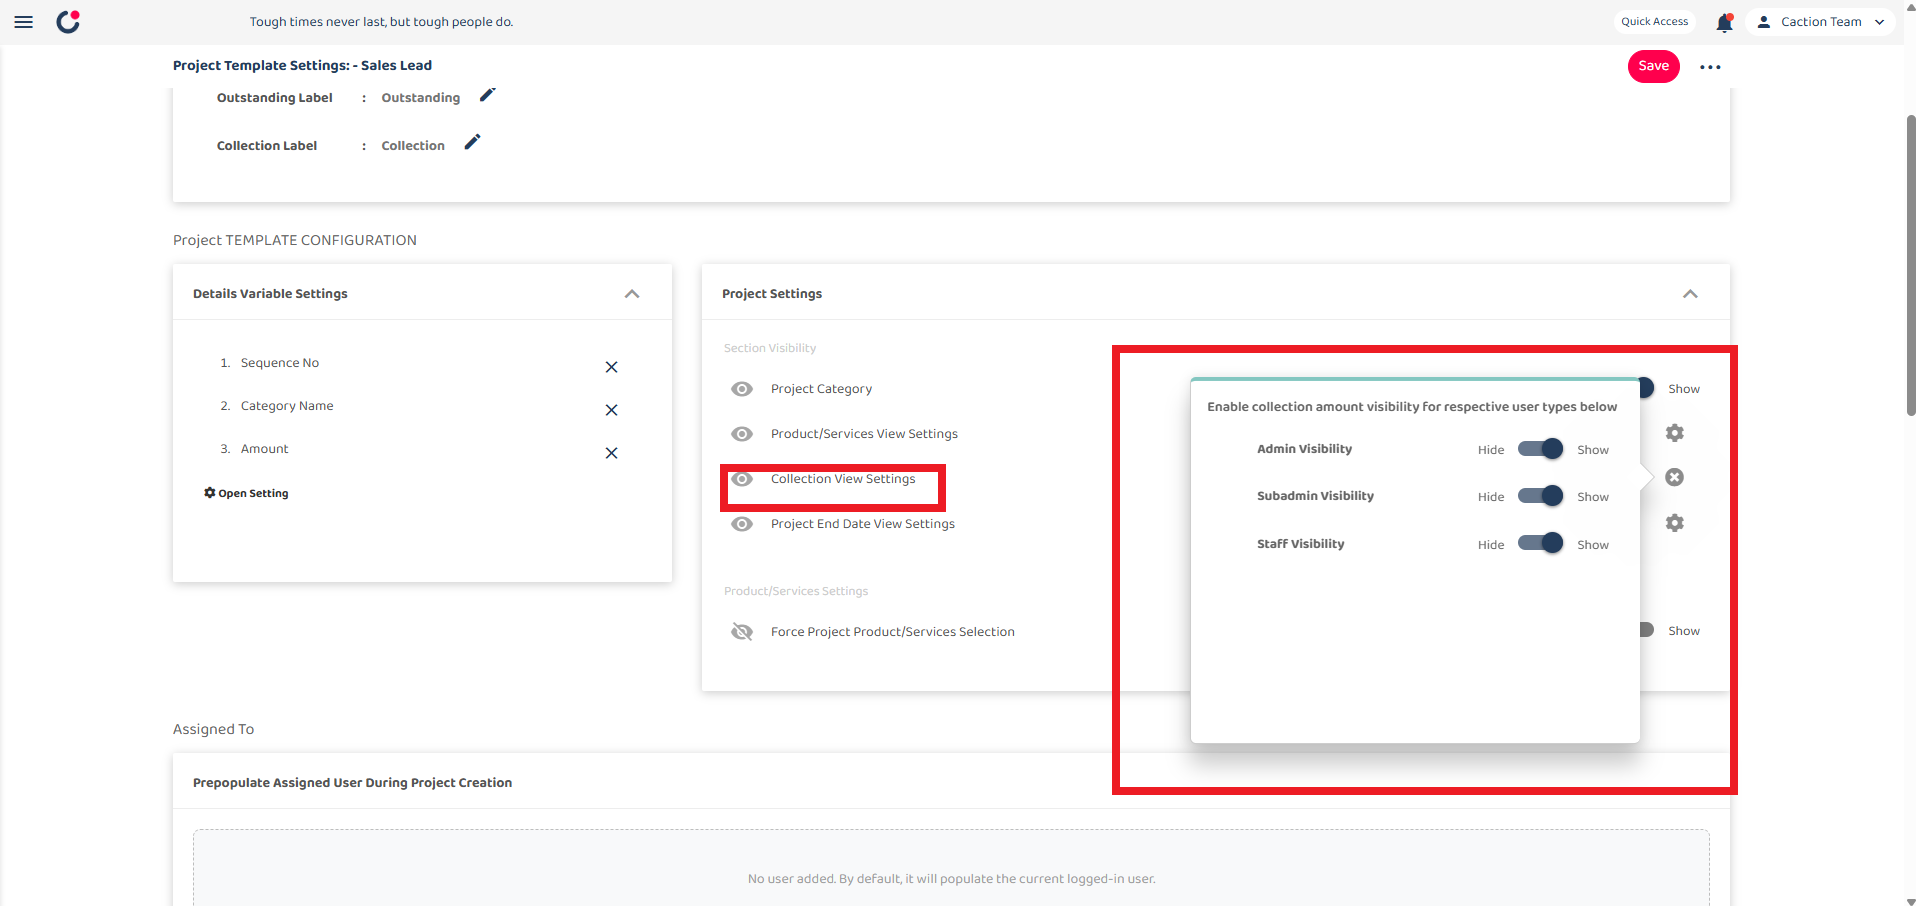 Tough times never last, but tough people do.
Quick Access
Caction Team
Project Template Settings: - Sales Lead
Save
Outstanding Label : Outstanding
Collection Label : Collection
Project TEMPLATE CONFIGURATION
Details Variable Settings
1. Sequence No
2. Category Name
3. Amount
Open Setting
Project Settings
Section Visibility
Project Category
Show
Product/Services View Settings
Collection View Settings
Project End Date View Settings
Product/Services Settings
Force Project Product/Services Selection
Show
Enable collection amount visibility for respective user types below
Admin Visibility Hide Show
Subadmin Visibility Hide Show
Staff Visibility Hide Show
Assigned To
Prepopulate Assigned User During Project Creation
No user added. By default, it will populate the current logged-in user.